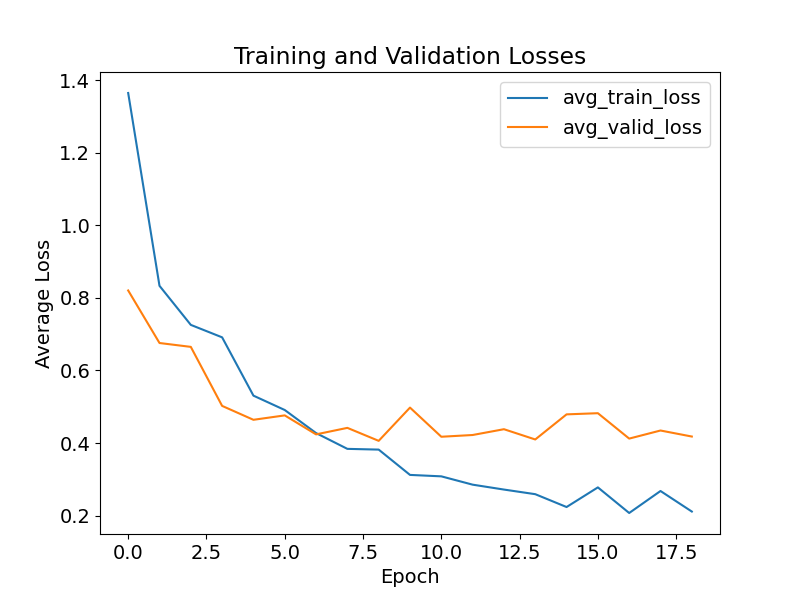 Training and Validation Losses
avg_train_loss
avg_valid_loss
Average Loss
1.4
1.2
1.0
0.8
0.6
0.4
0.2
0.0 2.5 5.0 7.5 10.0 12.5 15.0 17.5
Epoch